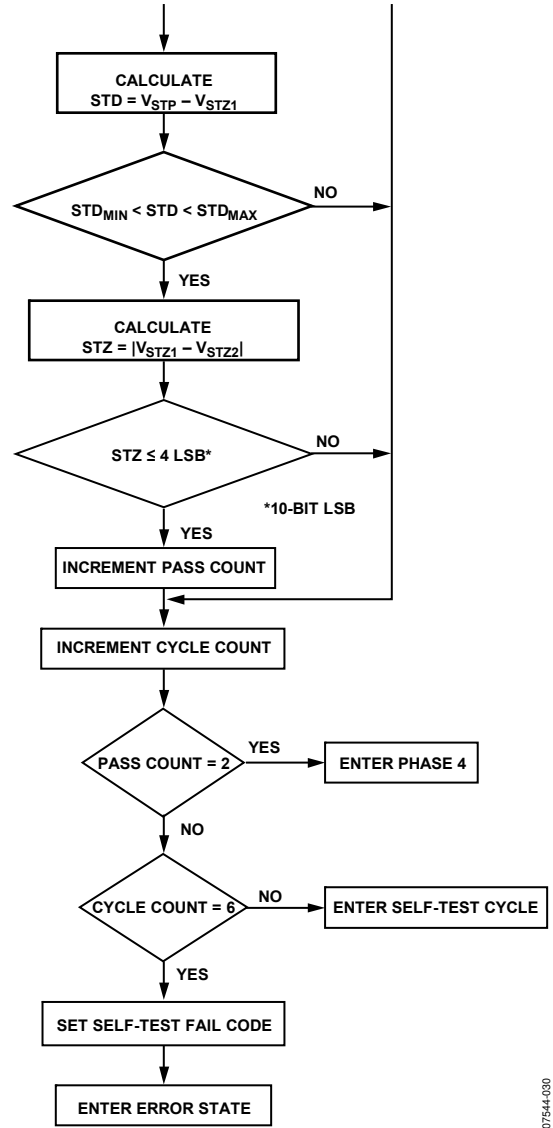 CALCULATE
STD = VSTP – VSTZ1
NO
STDMIN < STD < STDMAX
YES
CALCULATE
STZ = |VSTZ1 – VSTZ2|
NO
STZ ≤ 4 LSB*
*10-BIT LSB
YES
INCREMENT PASS COUNT
INCREMENT CYCLE COUNT
YES
PASS COUNT = 2
ENTER PHASE 4
NO
NO
CYCLE COUNT = 6
ENTER SELF-TEST CYCLE
YES
SET SELF-TEST FAIL CODE
ENTER ERROR STATE
07544-030